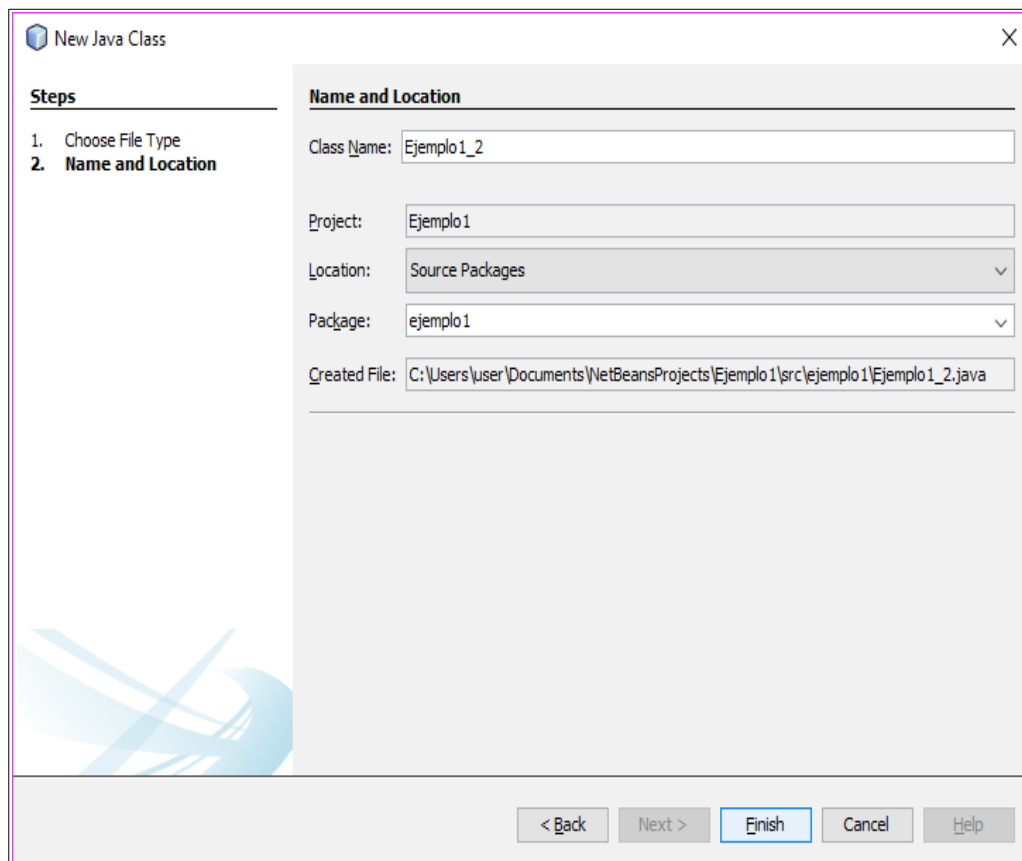 New Java Class
Steps
1. Choose File Type
2. Name and Location
Name and Location
Class Name: Ejemplo1_2
Project: Ejemplo1
Location: Source Packages
Package: ejemplo1
Created File: C:\Users\user\Documents\NetBeansProjects\Ejemplo1\src\ejemplo1\Ejemplo1_2.java
< Back Next > Finish Cancel Help